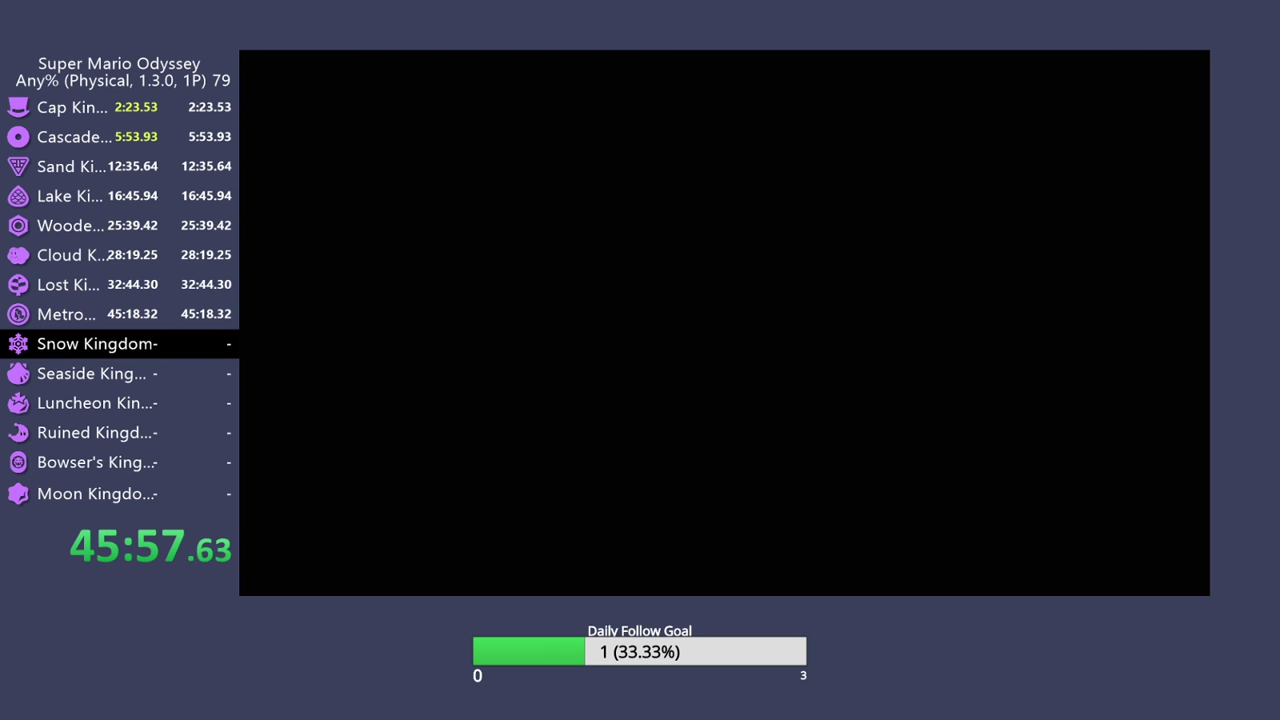 Super Mario Odyssey
Any% (Physical, 1.3.0, 1P) 79
Cap Kin... 2:23.53 2:23.53
Cascade... 5:53.93 5:53.93
Sand Ki... 12:35.64 12:35.64
Lake Ki... 16:45.94 16:45.94
Woode... 25:39.42 25:39.42
Cloud K... 28:19.25 28:19.25
Lost Ki... 32:44.30 32:44.30
Metro... 45:18.32 45:18.32
Snow Kingdom - -
Seaside King... - -
Luncheon Kin... - -
Ruined Kingd... - -
Bowser's King... - -
Moon Kingdo... - -
45:57.63
Daily Follow Goal
1 (33.33%)
0 3